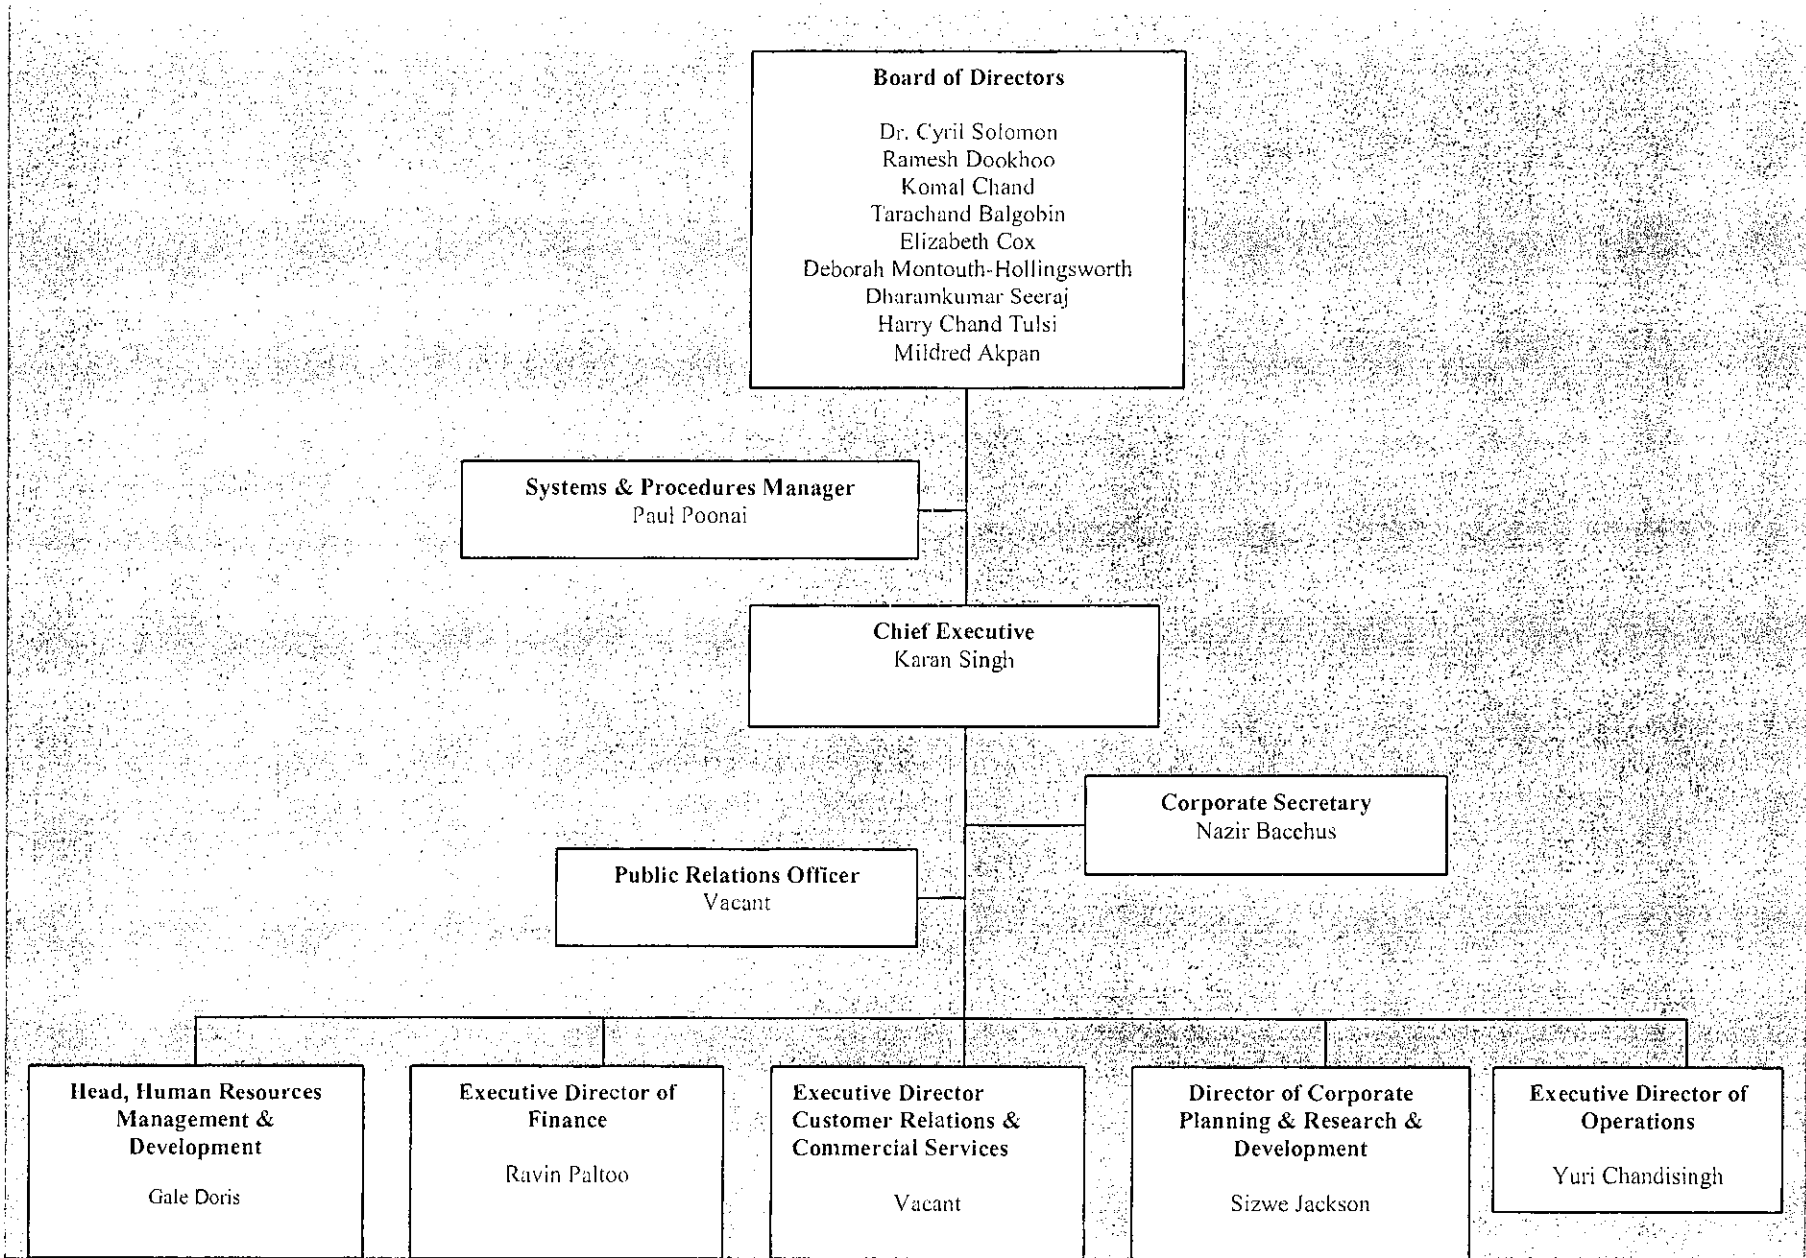 Board of Directors
Dr. Cyril Solomon
Ramesh Dookhoo
Komal Chand
Tarachand Balgobin
Elizabeth Cox
Deborah Montouth-Hollingsworth
Dharamkumar Seeraj
Harry Chand Tulsi
Mildred Akpan
Systems & Procedures Manager
Paul Poonai
Chief Executive
Karan Singh
Corporate Secretary
Nazir Bacchus
Public Relations Officer
Vacant
Head, Human Resources
Management &
Development
Gale Doris
Executive Director of
Finance
Ravin Paltoo
Executive Director
Customer Relations &
Commercial Services
Vacant
Director of Corporate
Planning & Research &
Development
Sizwe Jackson
Executive Director of
Operations
Yuri Chandisingh